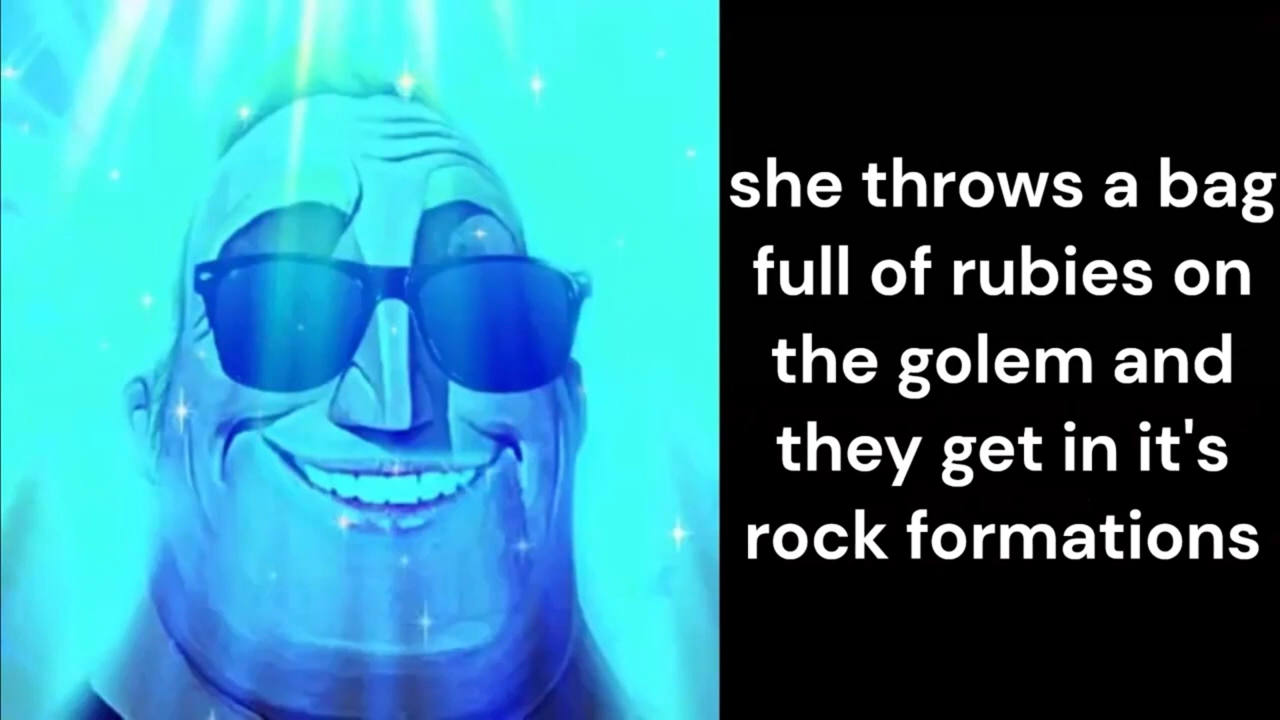 she throws a bag
full of rubies on
the golem and
they get in it's
rock formations